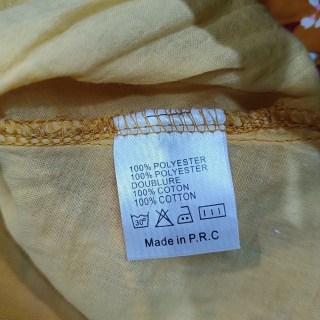 100% POLYESTER
100% POLYESTER
DOUBLURE
100% COTON
100% COTTON
30°
Made in P.R.C